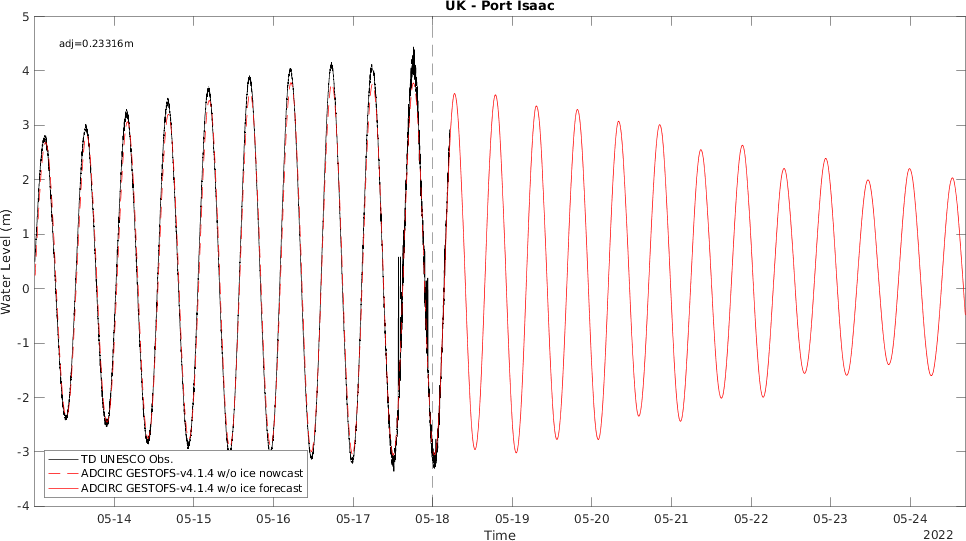 UK - Port Isaac
adj=0.23316m
Water Level (m)
5
4
3
2
1
0
-1
-2
-3
-4
TD UNESCO Obs.
ADCIRC GESTOFS-v4.1.4 w/o ice nowcast
ADCIRC GESTOFS-v4.1.4 w/o ice forecast
05-14 05-15 05-16 05-17 05-18 05-19 05-20 05-21 05-22 05-23 05-24
Time
2022